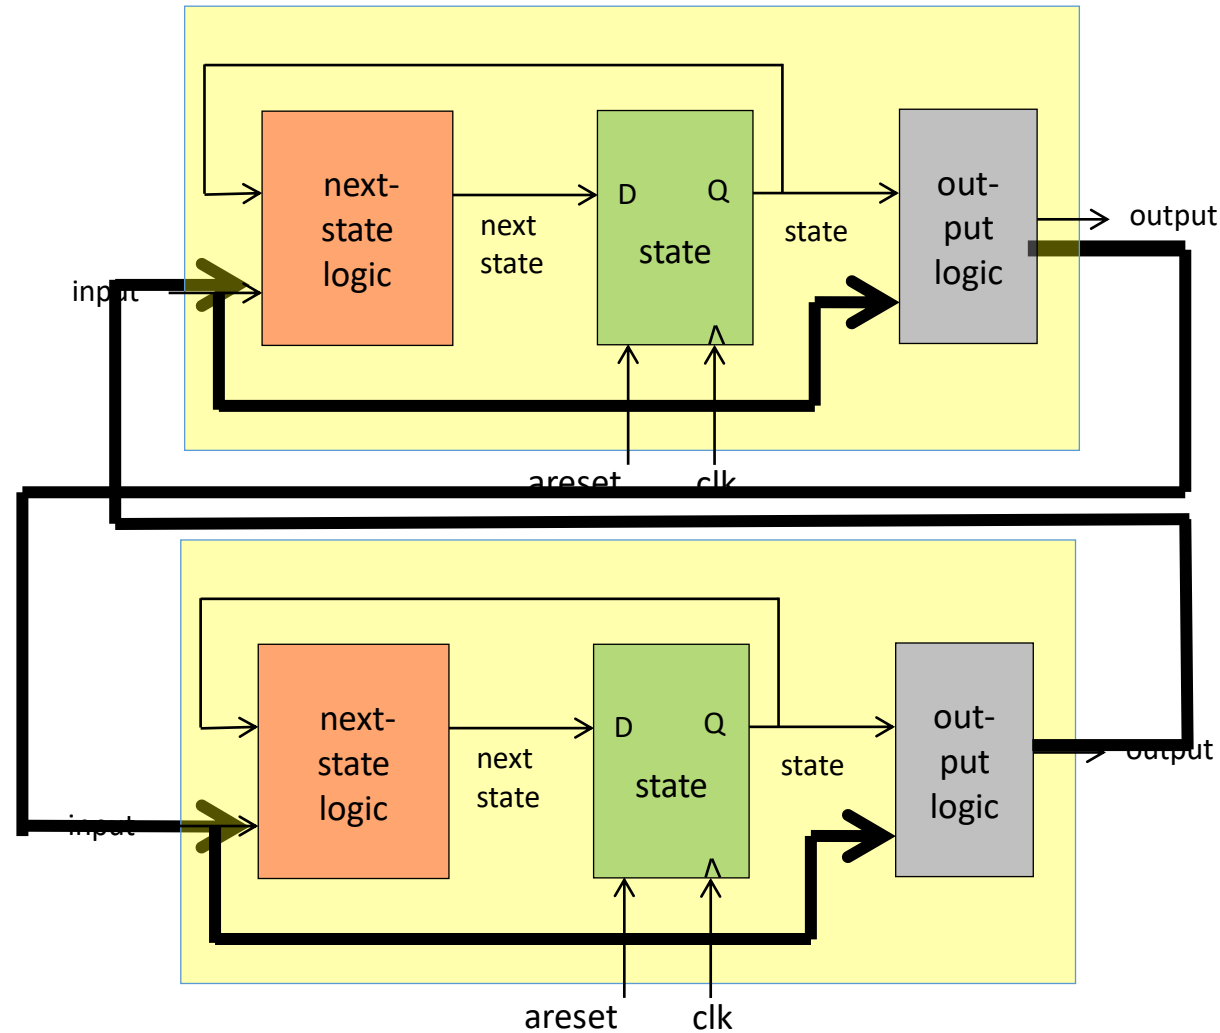 next-
state
logic
next
state
D Q
state
state
out-
put
logic
output
input
areset clk
next-
state
logic
next
state
D Q
state
state
out-
put
logic
output
input
areset clk